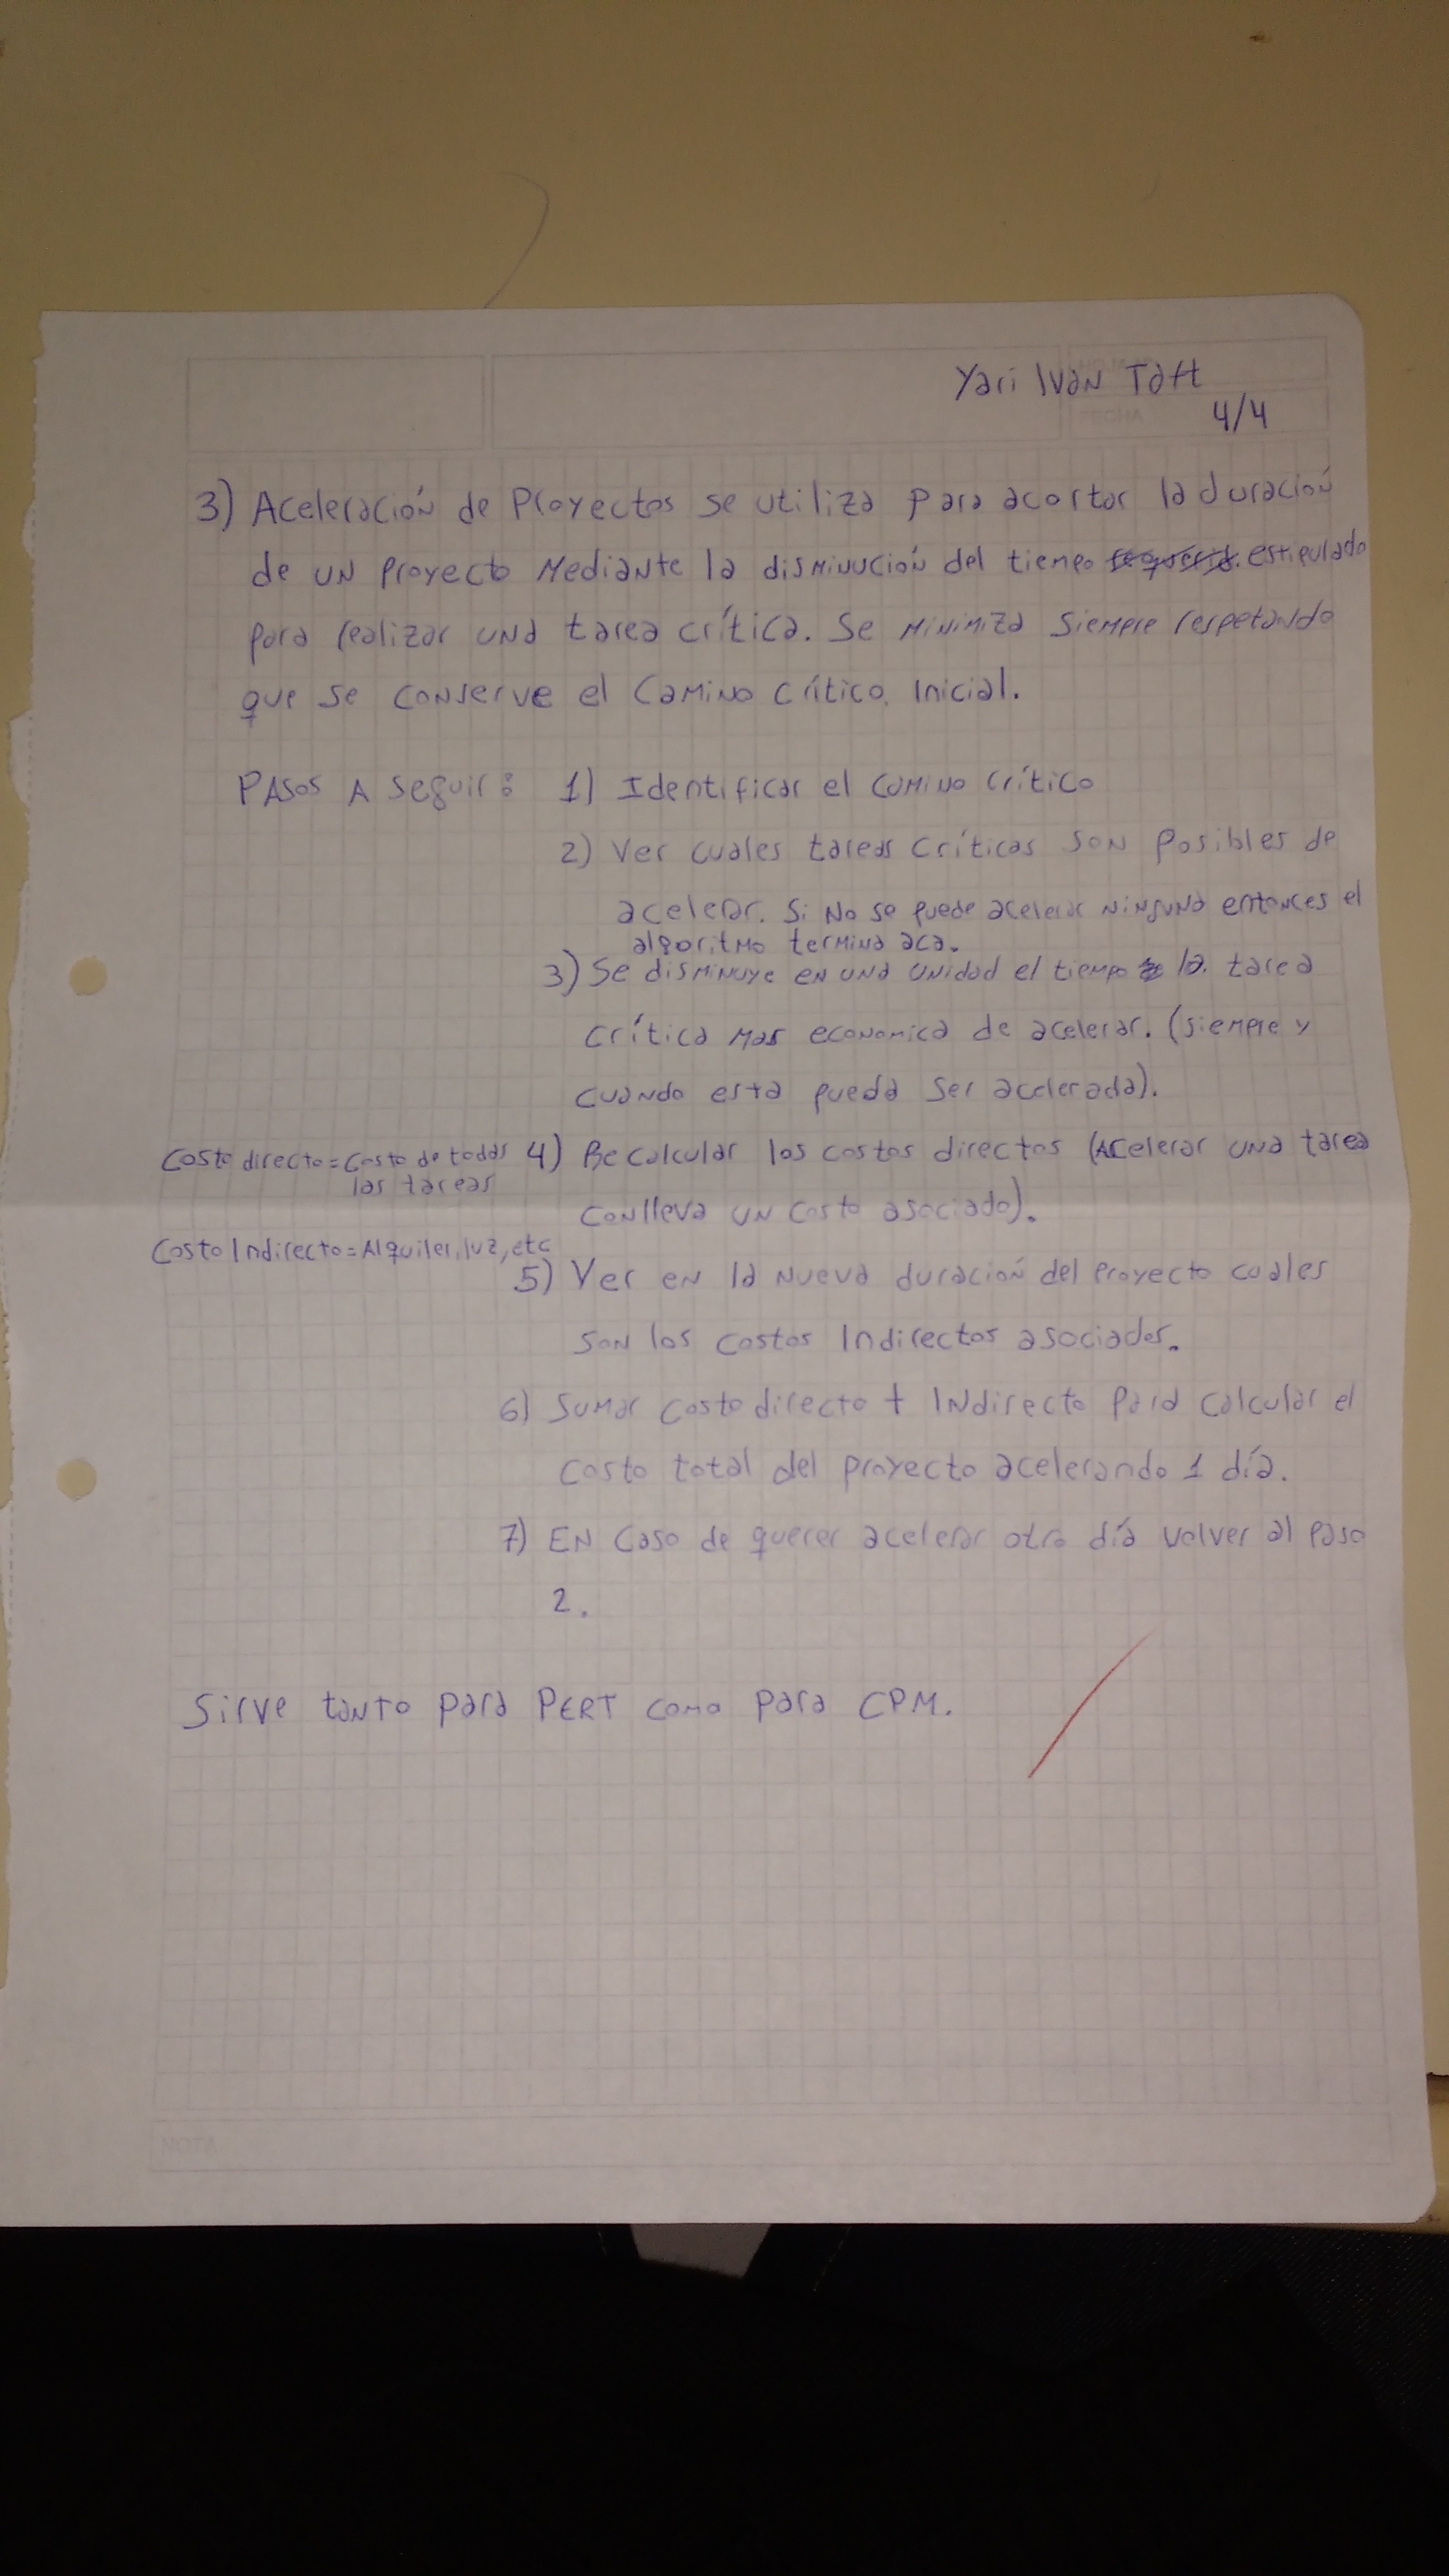 Yari Ivan Taft
4/4
FECHA
3) Aceleración de Proyectos se utiliza para acortar la duración
de un proyecto mediante la disminución del tiempo estipulado
para realizar una tarea crítica. Se minimiza siempre respetando
que se conserve el camino crítico inicial.
Pasos a seguir: 1) Identificar el camino crítico
2) Ver cuales tareas críticas son posibles de
acelerar. Si no se puede acelerar ninguna entonces el
algoritmo termina aca.
3) Se disminuye en una unidad el tiempo la tarea
crítica mas economica de acelerar. (siempre y
cuando esta pueda ser acelerada).
Costo directo = Costo de todas
las tareas
4) Recalcular los costos directos (Acelerar una tarea
conlleva un costo asociado).
Costo Indirecto = Alquiler, luz, etc
5) Ver en la nueva duración del proyecto cuales
son los costos Indirectos asociados.
6) Sumar costo directo + Indirecto para calcular el
costo total del proyecto acelerando 1 día.
7) En caso de querer acelerar otro día volver al paso
2.
Sirve tanto para PERT como para CPM.
NOTA